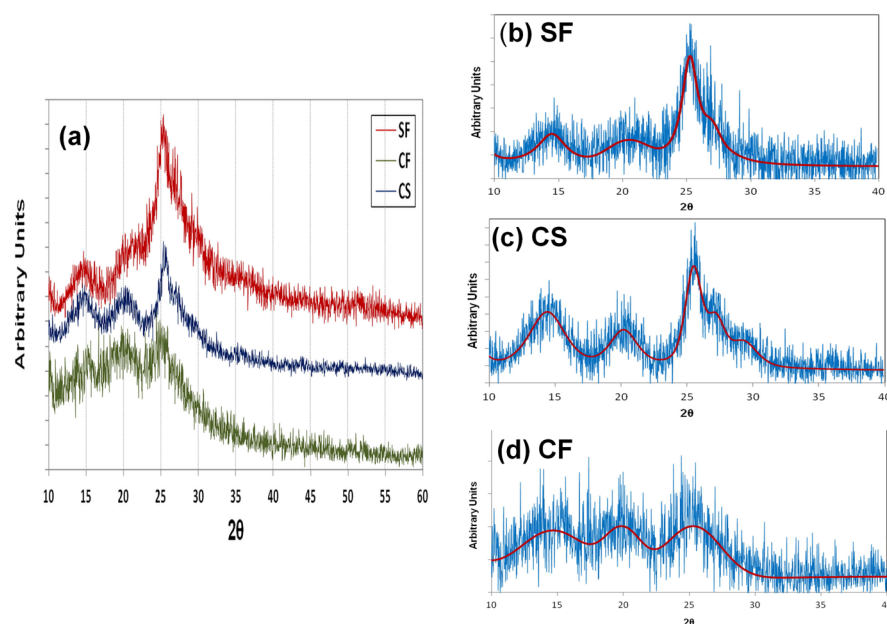 (a)
SF
CF
CS
Arbitrary Units
10 15 20 25 30 35 40 45 50 55 60
2θ
(b) SF
Arbitrary Units
10 15 20 25 30 35 40
2θ
(c) CS
Arbitrary Units
10 15 20 25 30 35 40
2θ
(d) CF
Arbitrary Units
10 15 20 25 30 35 40
2θ